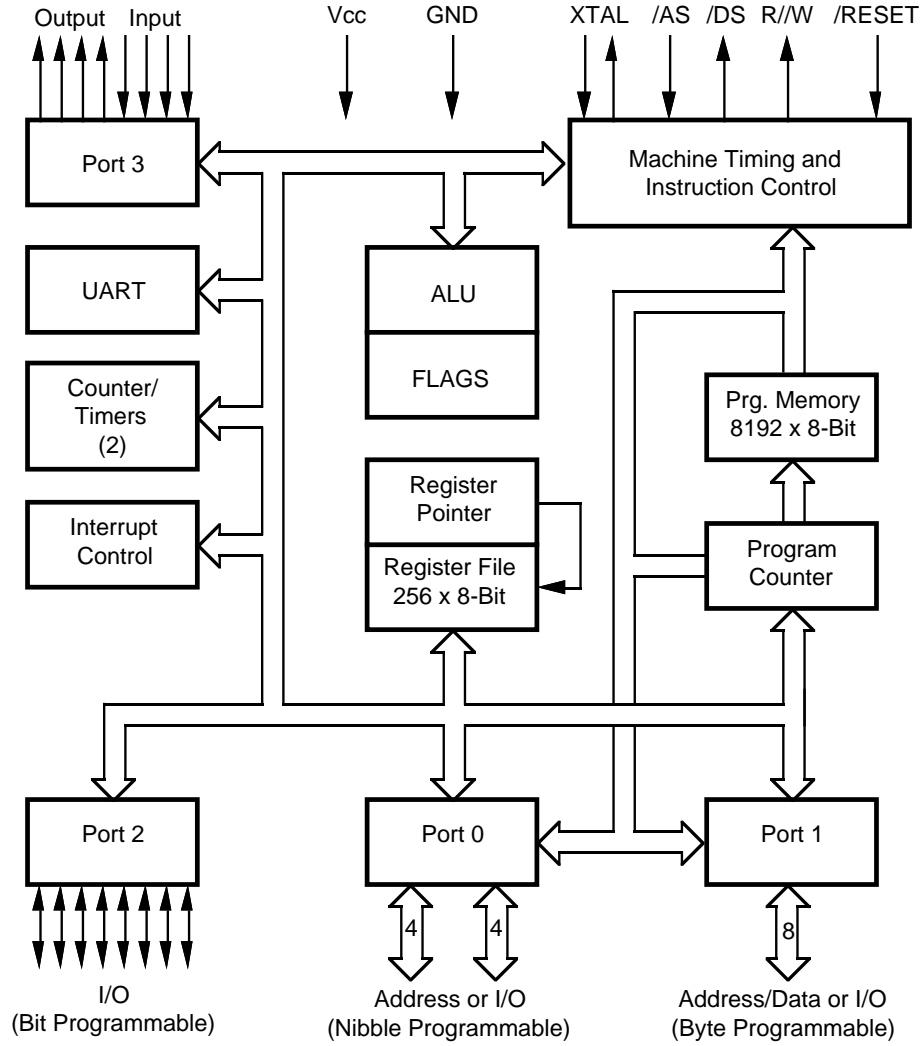 Output Input Vcc GND XTAL /AS /DS R//W /RESET
Port 3
Machine Timing and
Instruction Control
UART
ALU
FLAGS
Counter/
Timers
(2)
Prg. Memory
8192 x 8-Bit
Register
Pointer
Interrupt
Control
Program
Counter
Register File
256 x 8-Bit
Port 2
Port 0
Port 1
4
4
8
I/O
(Bit Programmable)
Address or I/O
(Nibble Programmable)
Address/Data or I/O
(Byte Programmable)